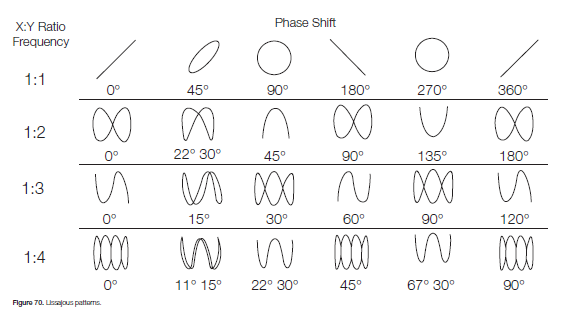 X:Y Ratio
Frequency
Phase Shift
1:1
0° 45° 90° 180° 270° 360°
1:2
0° 22° 30° 45° 90° 135° 180°
1:3
0° 15° 30° 60° 90° 120°
1:4
0° 11° 15° 22° 30° 45° 67° 30° 90°
Figure 70. Lissajous patterns.